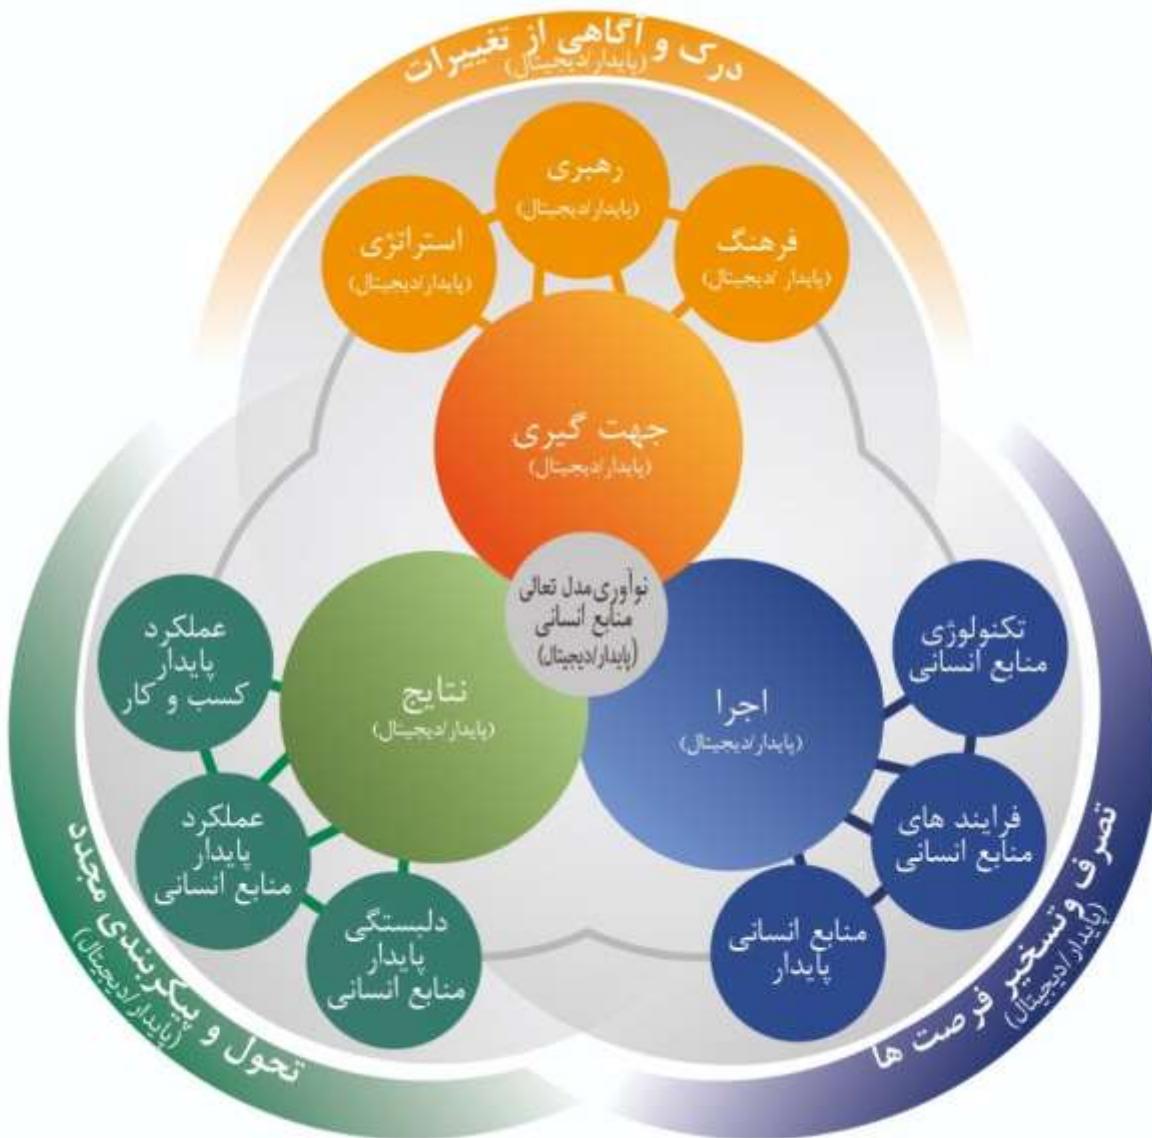 درک و آگاهی از تغییرات
(پایدار/دیجیتال)
رهبری
(پایدار/دیجیتال)
فرهنگ
(پایدار /دیجیتال)
استراتژی
(پایدار/دیجیتال)
جهت گیری
(پایدار/دیجیتال)
نوآوری مدل تعالی
منابع انسانی
(پایدار/دیجیتال)
اجرا
(پایدار/دیجیتال)
نتایج
(پایدار/دیجیتال)
تکنولوژی
منابع انسانی
فرایند های
منابع انسانی
منابع انسانی
پایدار
عملکرد
پایدار
کسب و کار
عملکرد
پایدار
منابع انسانی
دلبستگی
پایدار
منابع انسانی
تصرف و تسخیر فرصت ها
(پایدار/دیجیتال)
تحول و پیکربندی مجدد
(پایدار/دیجیتال)